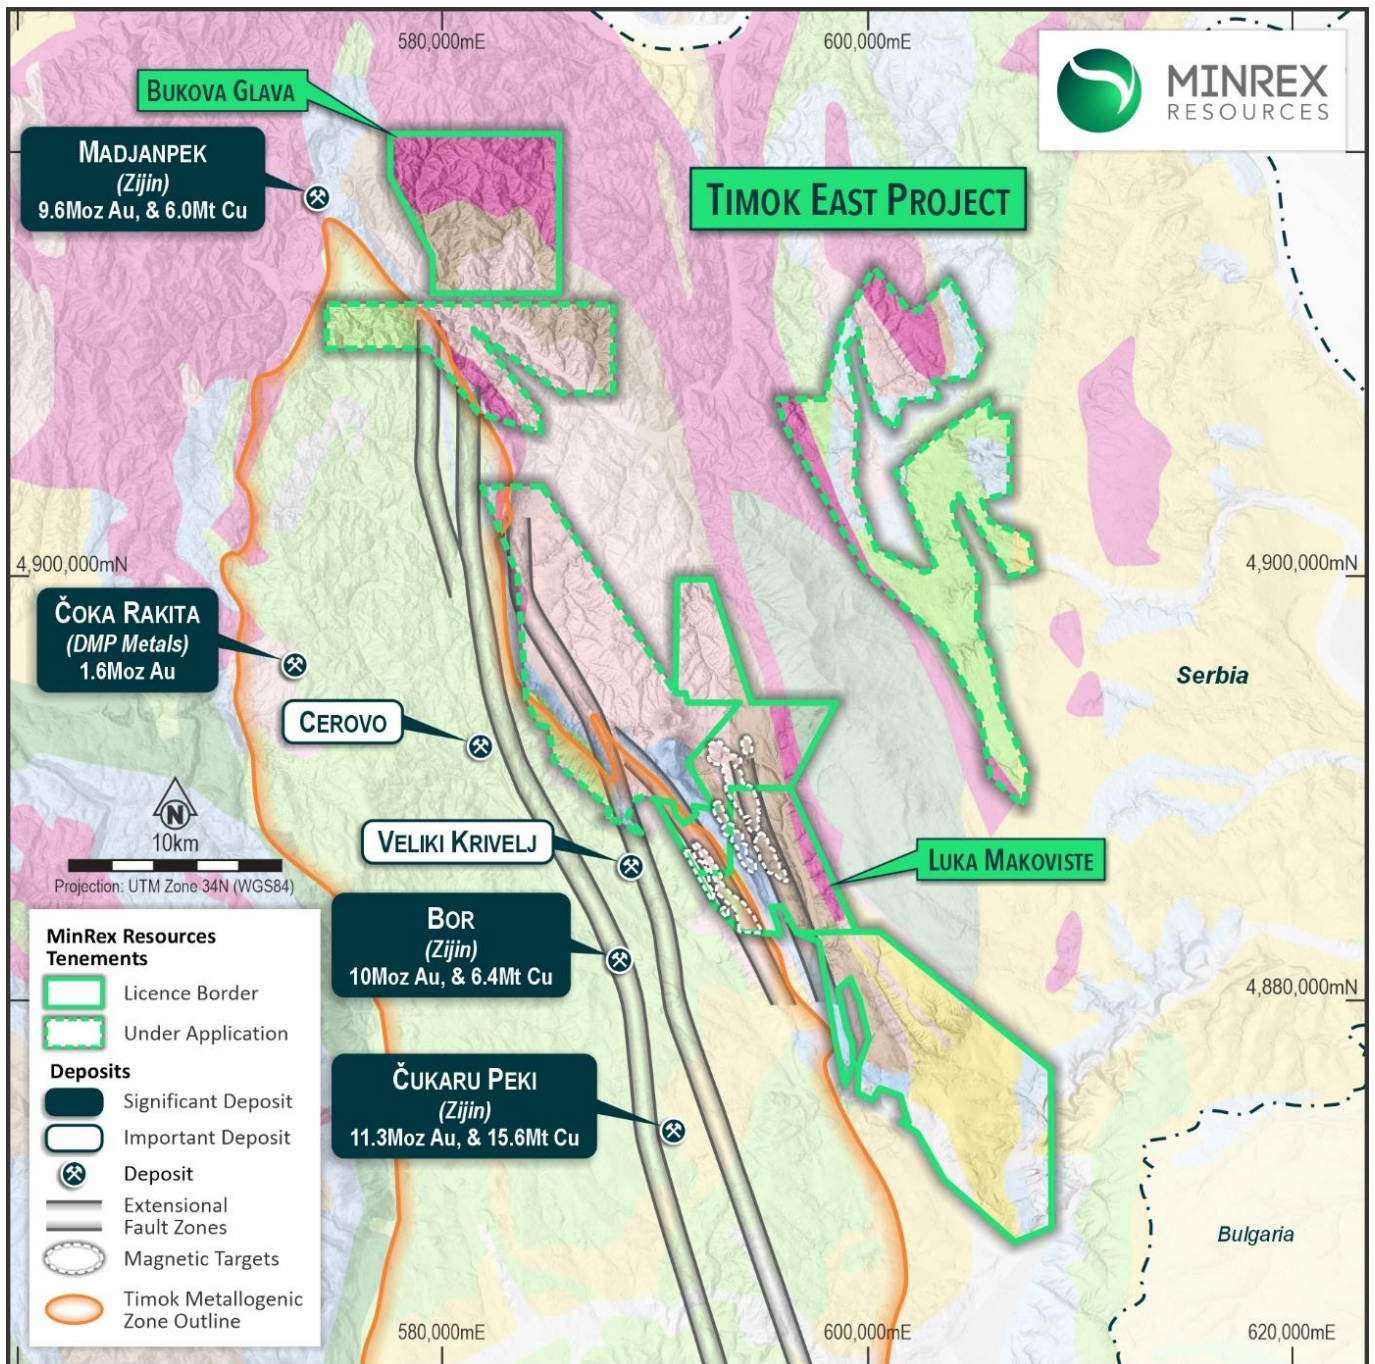 580,000mE
600,000mE
MINREX
RESOURCES
BUKOVA GLAVA
MADJANPEK
(Zijin)
9.6Moz Au, & 6.0Mt Cu
TIMOK EAST PROJECT
4,900,000mN
4,900,000mN
ČOKA RAKITA
(DMP Metals)
1.6Moz Au
Serbia
CEROVO
N
10km
Projection: UTM Zone 34N (WGS84)
VELIKI KRIVELJ
LUKA MAKOVISTE
BOR
(Zijin)
10Moz Au, & 6.4Mt Cu
4,880,000mN
ČUKARU PEKI
(Zijin)
11.3Moz Au, & 15.6Mt Cu
MinRex Resources
Tenements
Licence Border
Under Application
Deposits
Significant Deposit
Important Deposit
Deposit
Extensional
Fault Zones
Magnetic Targets
Timok Metallogenic
Zone Outline
Bulgaria
580,000mE
600,000mE
620,000mE